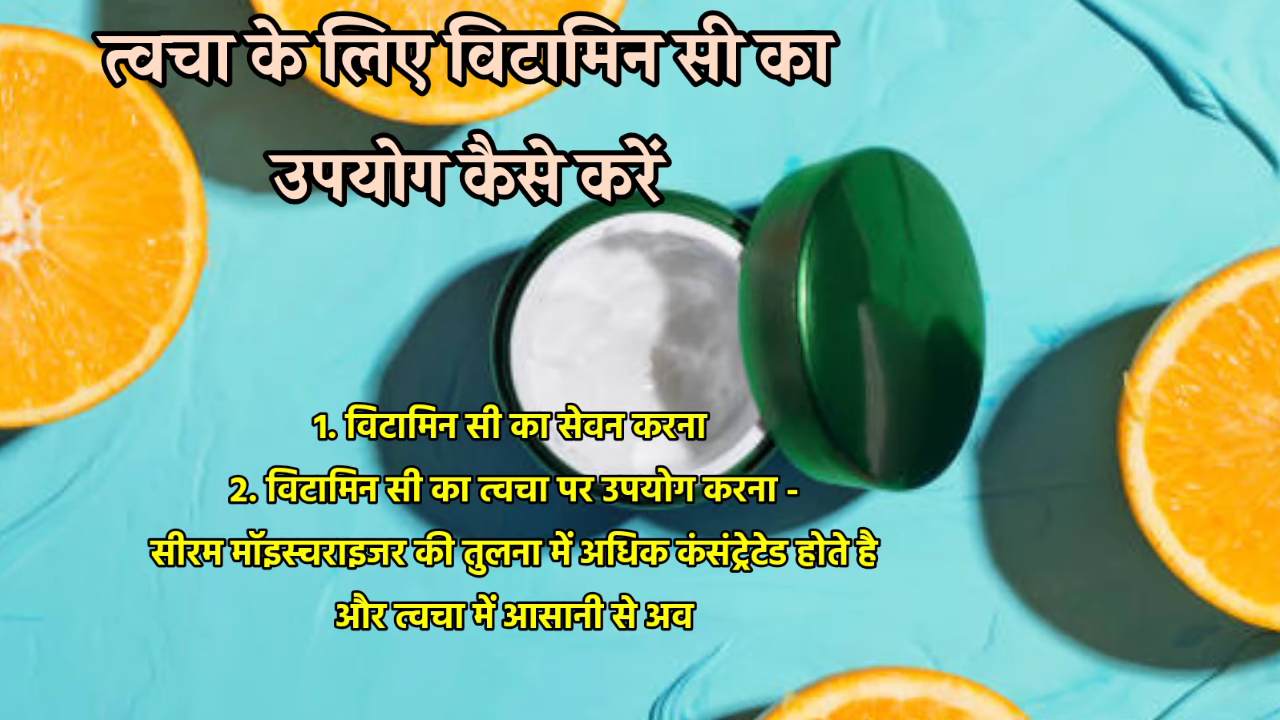 त्वचा के लिए विटामिन सी का
उपयोग कैसे करें
1. विटामिन सी का सेवन करना
2. विटामिन सी का त्वचा पर उपयोग करना -
सीरम मॉइस्चराइजर की तुलना में अधिक कंसंट्रेटेड होते है
और त्वचा में आसानी से अव